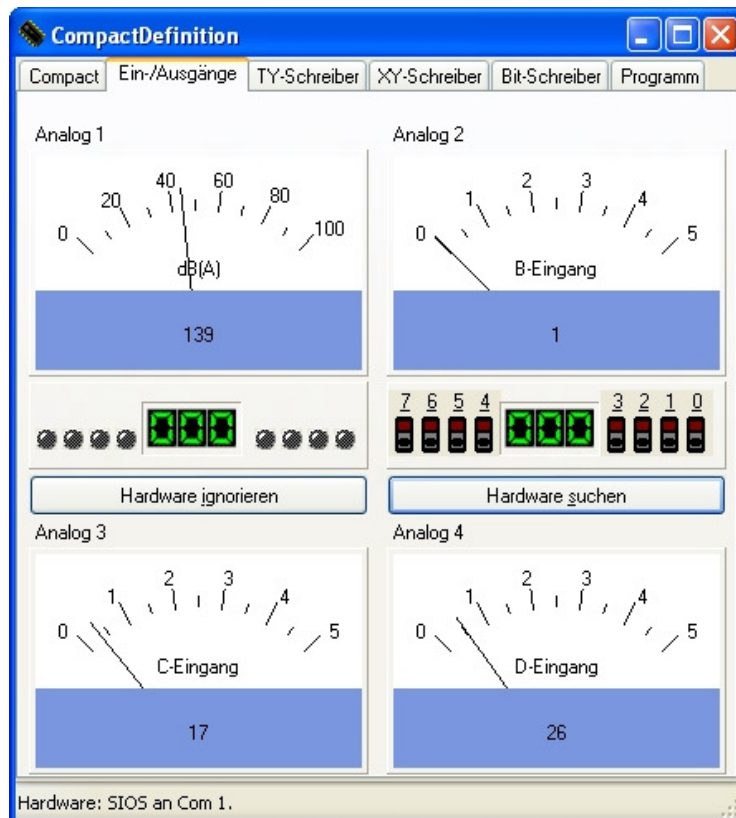 CompactDefinition
Compact Ein-/Ausgänge TY-Schreiber XY-Schreiber Bit-Schreiber Programm
Analog 1
0 20 40 60 80 100
dB(A)
139
Analog 2
0 1 2 3 4 5
B-Eingang
1
000
7 6 5 4 000 3 2 1 0
Hardware ignorieren
Hardware suchen
Analog 3
0 1 2 3 4 5
C-Eingang
17
Analog 4
0 1 2 3 4 5
D-Eingang
26
Hardware: SIOS an Com 1.